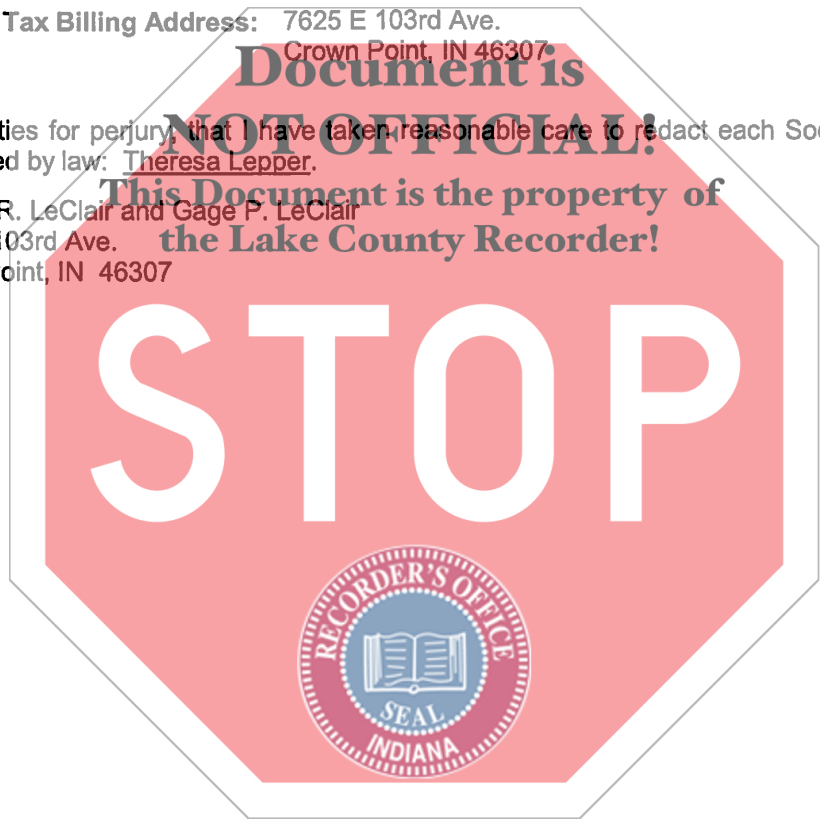 Tax Billing Address: 7625 E 103rd Ave.
Crown Point, IN 46307
Document is
ties for perjury, that I have taken reasonable care to redact each Soc
NOT OFFICIAL!
ed by law: Theresa Lepper.
This Document is the property of
R. LeClair and Gage P. LeClair
103rd Ave.
the Lake County Recorder!
oint, IN 46307
STOP
RECORDER'S OFFICE
SEAL
INDIANA